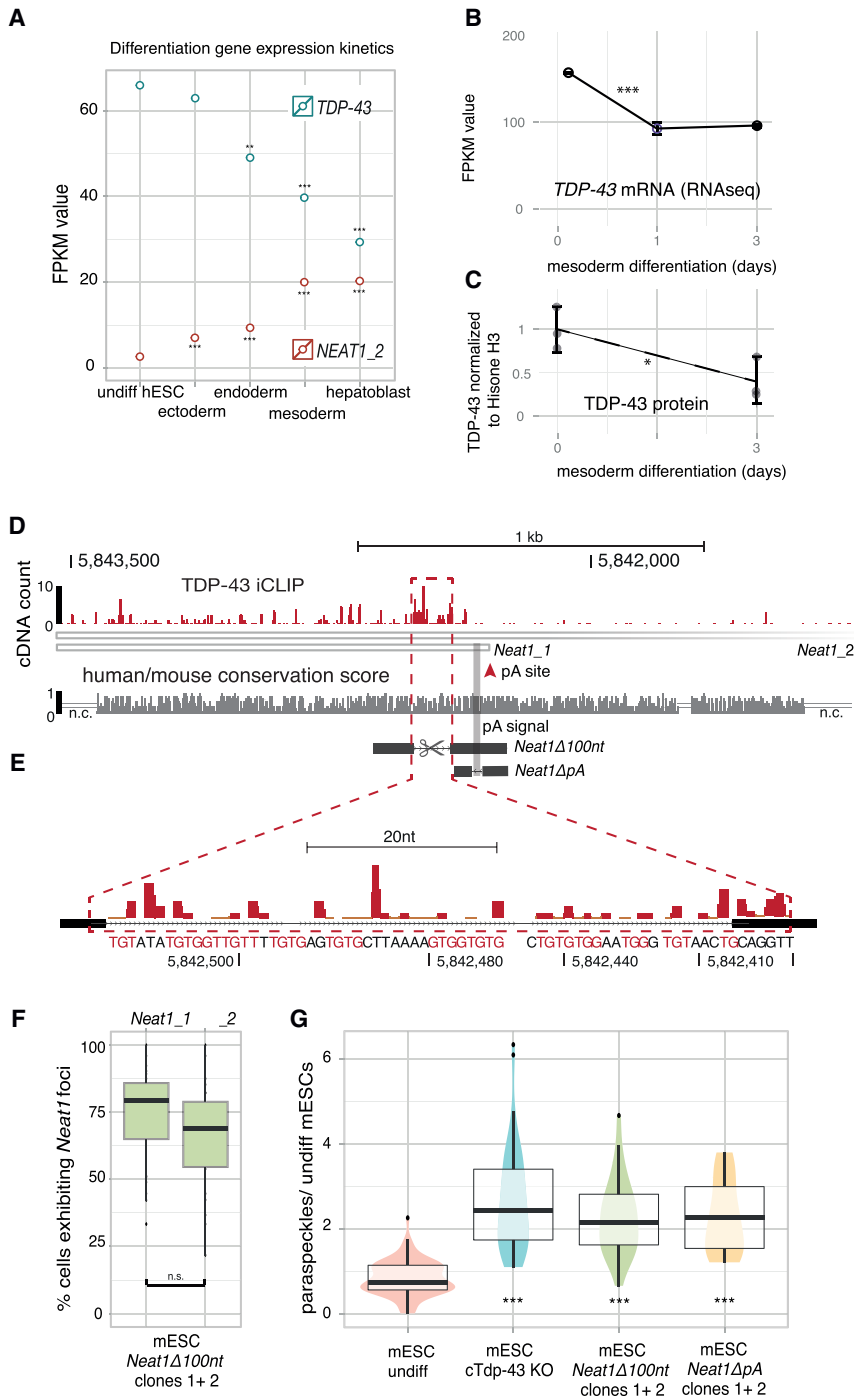 A
Differentiation gene expression kinetics
FPKM value
60
40
20
0
TDP-43
NEAT1_2
**
***
***
***
***
***
***
undiff hESC
ectoderm
endoderm
mesoderm
hepatoblast
B
FPKM value
200
100
0
***
TDP-43 mRNA (RNAseq)
0
1
3
mesoderm differentiation (days)
C
TDP-43 normalized
to Hisone H3
1
0.5
0
*
TDP-43 protein
0
1
3
mesoderm differentiation (days)
D
1 kb
5,843,500
5,842,000
cDNA count
10
0
TDP-43 iCLIP
Neat1_1
Neat1_2
pA site
human/mouse conservation score
1
0
n.c.
n.c.
pA signal
Neat1Δ100nt
Neat1ΔpA
E
20nt
TGTATATGTGGTTGTTTTGTGAGTGTGCTTAAAAGTGGTGTG CTGTGTGGAATGGG TGTAACTGCAGGTT
5,842,500
5,842,480
5,842,440
5,842,410
F
Neat1_1 _2
% cells exhibiting Neat1 foci
100
75
50
25
0
n.s.
mESC
Neat1Δ100nt
clones 1+ 2
G
paraspeckles/ undiff mESCs
6
4
2
0
***
***
***
mESC
undiff
mESC
cTdp-43 KO
mESC
Neat1Δ100nt
clones 1+ 2
mESC
Neat1ΔpA
clones 1+ 2